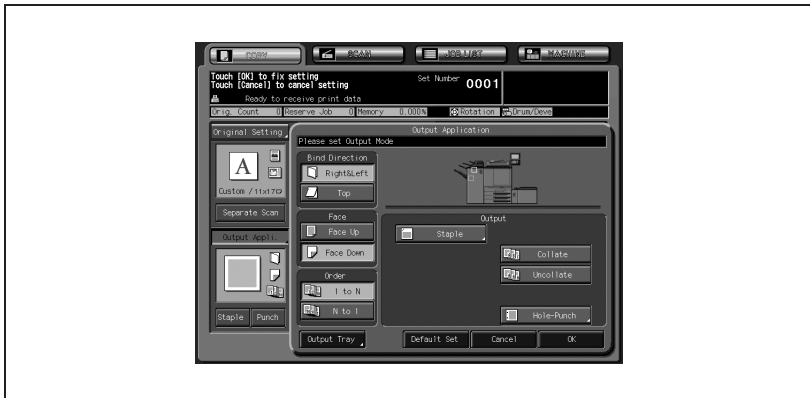 COPY
SCAN
JOB LIST
MACHINE
Touch [OK] to fix setting
Touch [Cancel] to cancel setting
Set Number 0001
Ready to receive print data
Orig. Count 0 Reserve Job 0 Memory 0.000% Rotation Drum/Deve
Original Setting
A
Custom /11x17
Separate Scan
Output Appli.
Staple Punch
Output Application
Please set Output Mode
Bind Direction
Right&Left
Top
Face
Face Up
Face Down
Order
1 to N
N to 1
Output
Staple
Collate
Uncollate
Hole-Punch
Output Tray
Default Set
Cancel
OK